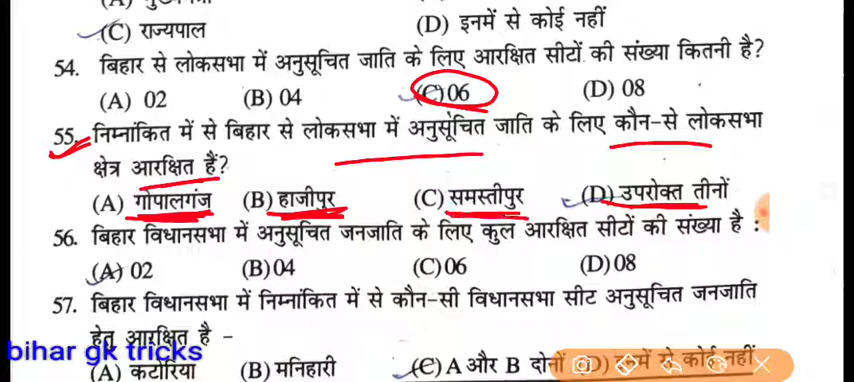 (C) राज्यपाल (D) इनमें से कोई नहीं
54. बिहार से लोकसभा में अनुसूचित जाति के लिए आरक्षित सीटों की संख्या कितनी है?
(A) 02 (B) 04 (C) 06 (D) 08
55. निम्नांकित में से बिहार से लोकसभा में अनुसूचित जाति के लिए कौन-से लोकसभा
क्षेत्र आरक्षित हैं?
(A) गोपालगंज (B) हाजीपुर (C) समस्तीपुर (D) उपरोक्त तीनों
56. बिहार विधानसभा में अनुसूचित जनजाति के लिए कुल आरक्षित सीटों की संख्या है :
(A) 02 (B) 04 (C) 06 (D) 08
57. बिहार विधानसभा में निम्नांकित में से कौन-सी विधानसभा सीट अनुसूचित जनजाति
हेतु आरक्षित है –
bihar gk tricks
(A) कटोरिया (B) मनिहारी (C) A और B दोनों (D) इनमें से कोई नहीं